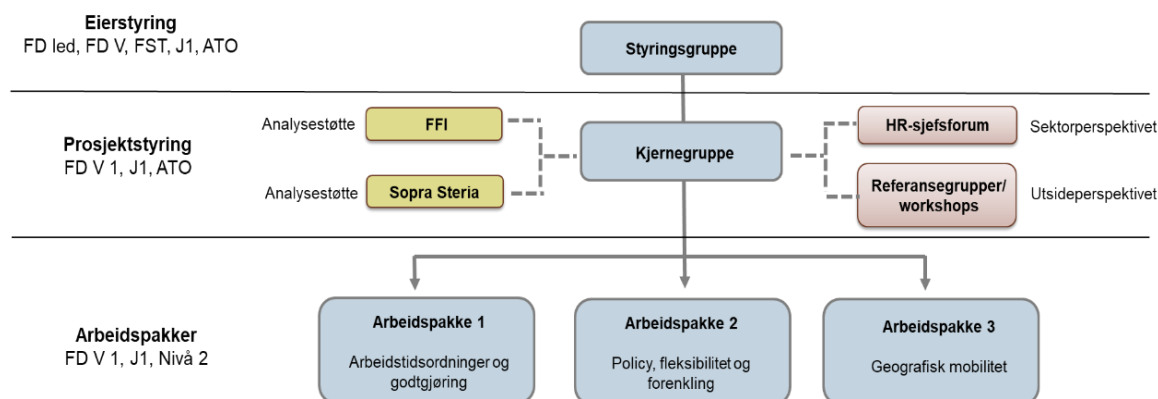 Eierstyring
FD led, FD V, FST, J1, ATO
Styringsgruppe
Prosjektstyring
FD V 1, J1, ATO
Analysestøtte
FFI
Analysestøtte
Sopra Steria
Kjernegruppe
HR-sjefsforum
Sektorperspektivet
Referansegrupper/
workshops
Utsideperspektivet
Arbeidspakker
FD V 1, J1, Nivå 2
Arbeidspakke 1
Arbeidstidsordninger og
godtgjøring
Arbeidspakke 2
Policy, fleksibilitet og
forenkling
Arbeidspakke 3
Geografisk mobilitet